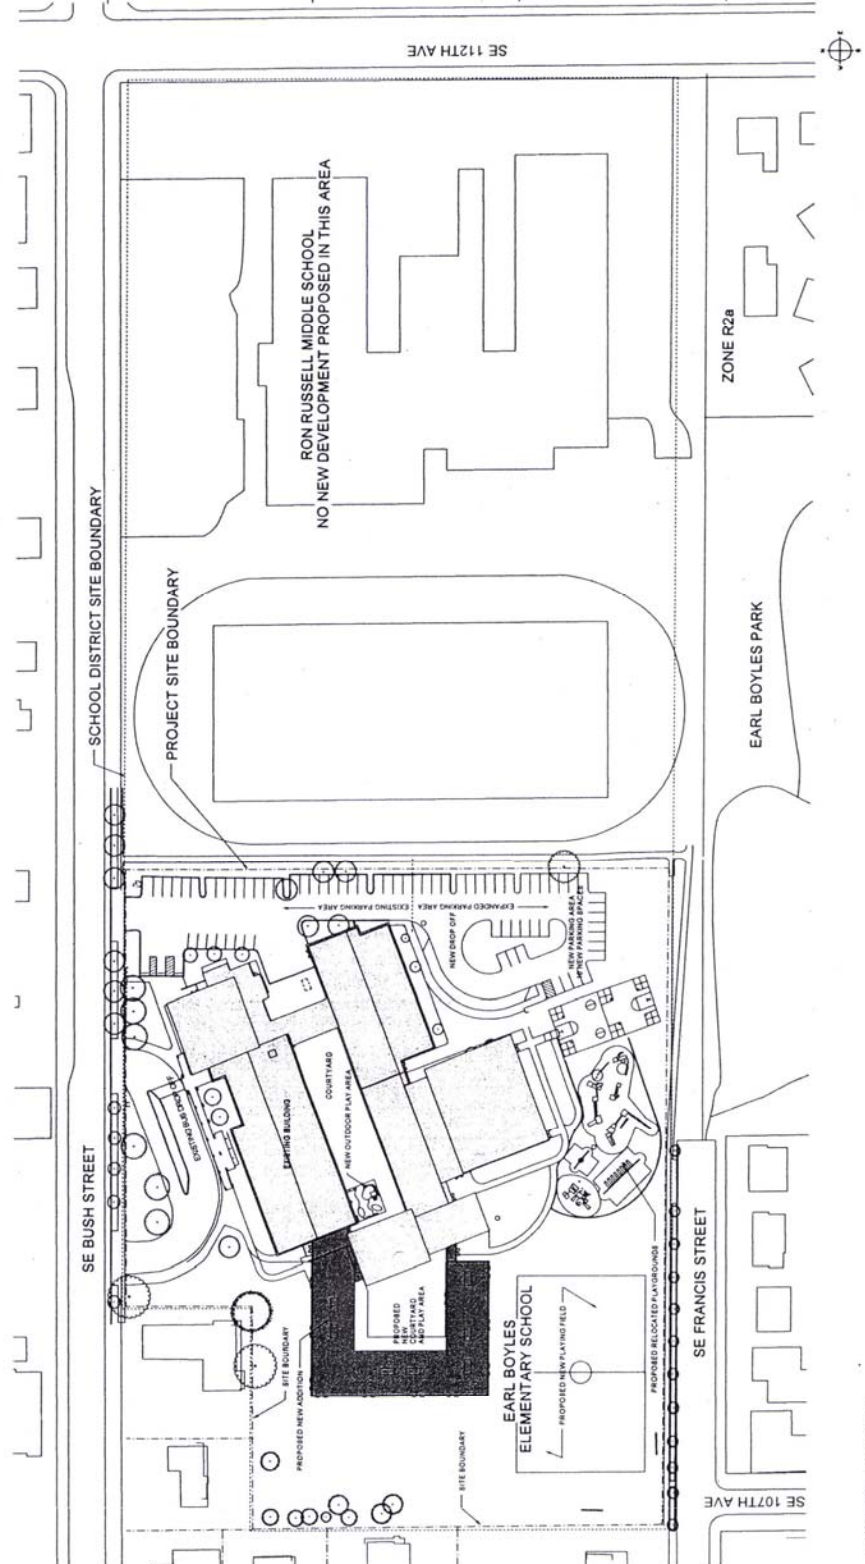 SE 112TH AVE
RON RUSSELL MIDDLE SCHOOL
NO NEW DEVELOPMENT PROPOSED IN THIS AREA
ZONE R2a
SCHOOL DISTRICT SITE BOUNDARY
PROJECT SITE BOUNDARY
EARL BOYLES PARK
EXISTING PARKING AREA
EXPANDED PARKING AREA
NEW DROP OFF
NEW PARKING AREA
NEW PARKING SPACES
EXISTING BUS DROP OFF
EXISTING BUILDING
COURTYARD
NEW OUTDOOR PLAY AREA
SE BUSH STREET
SITE BOUNDARY
PROPOSED NEW ADDITION
PROPOSED
NEW
COURTYARD
AND PLAY AREA
EARL BOYLES
ELEMENTARY SCHOOL
PROPOSED NEW PLAYING FIELD
PROPOSED RELOCATED PLAYGROUNDS
SITE BOUNDARY
SE FRANCIS STREET
SE 107TH AVE